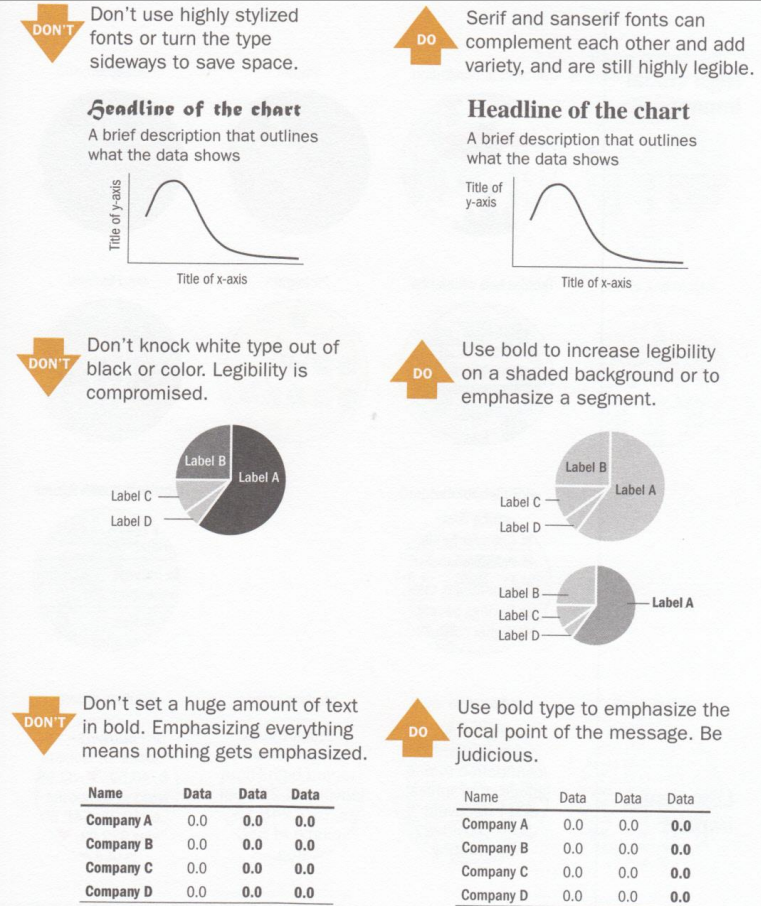 DON'T
Don't use highly stylized
fonts or turn the type
sideways to save space.
Headline of the chart
A brief description that outlines
what the data shows
Title of y-axis
Title of x-axis
DO
Serif and sanserif fonts can
complement each other and add
variety, and are still highly legible.
Headline of the chart
A brief description that outlines
what the data shows
Title of
y-axis
Title of x-axis
DON'T
Don't knock white type out of
black or color. Legibility is
compromised.
Label B
Label A
Label C
Label D
DO
Use bold to increase legibility
on a shaded background or to
emphasize a segment.
Label B
Label A
Label C
Label D
Label B
Label A
Label C
Label D
DON'T
Don't set a huge amount of text
in bold. Emphasizing everything
means nothing gets emphasized.
Name Data Data Data
Company A 0.0 0.0 0.0
Company B 0.0 0.0 0.0
Company C 0.0 0.0 0.0
Company D 0.0 0.0 0.0
DO
Use bold type to emphasize the
focal point of the message. Be
judicious.
Name Data Data Data
Company A 0.0 0.0 0.0
Company B 0.0 0.0 0.0
Company C 0.0 0.0 0.0
Company D 0.0 0.0 0.0